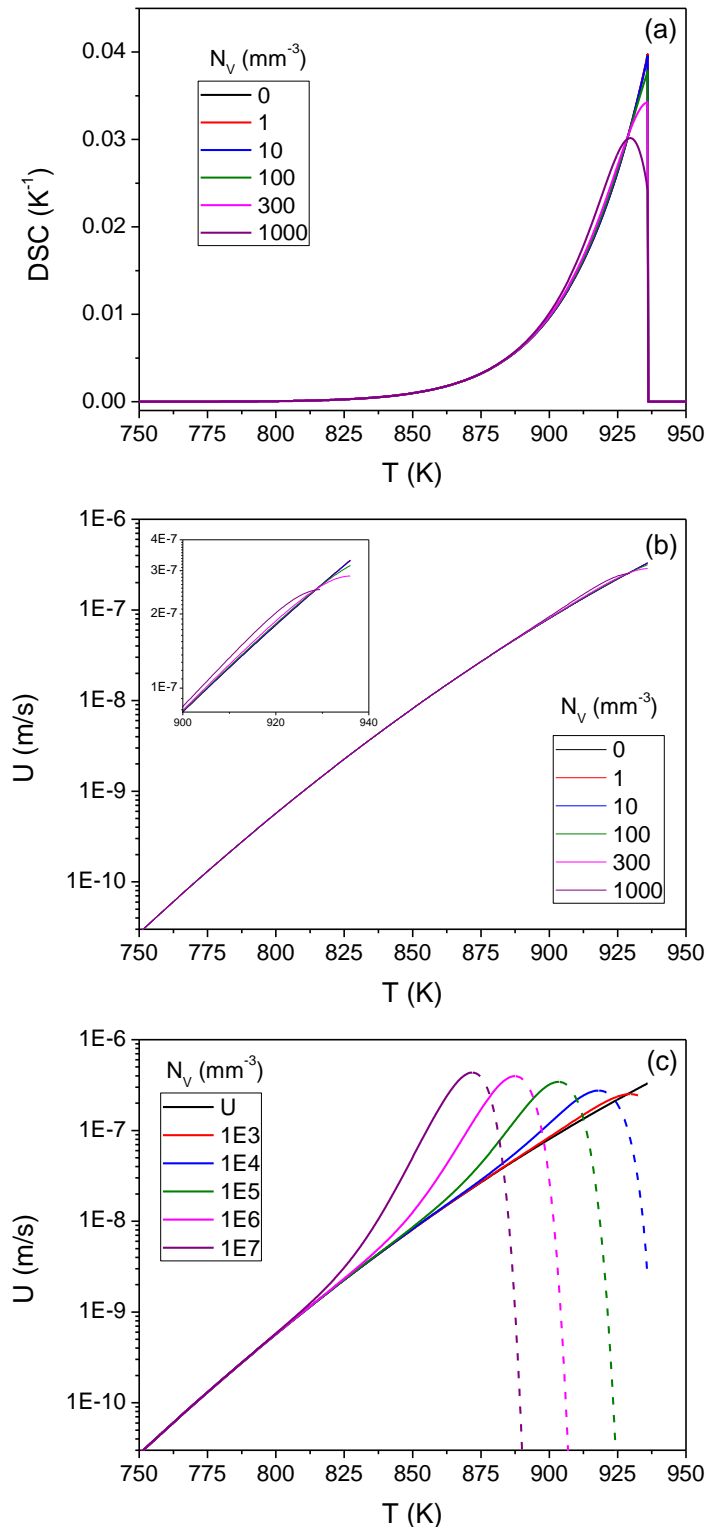 (a)
N_V (mm^-3)
0
1
10
100
300
1000
0.04
0.03
0.02
0.01
0.00
DSC (K^-1)
750 775 800 825 850 875 900 925 950
T (K)
(b)
1E-6
1E-7
1E-8
1E-9
1E-10
U (m/s)
4E-7
3E-7
2E-7
1E-7
900 920 940
N_V (mm^-3)
0
1
10
100
300
1000
750 775 800 825 850 875 900 925 950
T (K)
(c)
1E-6
1E-7
1E-8
1E-9
1E-10
U (m/s)
N_V (mm^-3)
U
1E3
1E4
1E5
1E6
1E7
750 775 800 825 850 875 900 925 950
T (K)